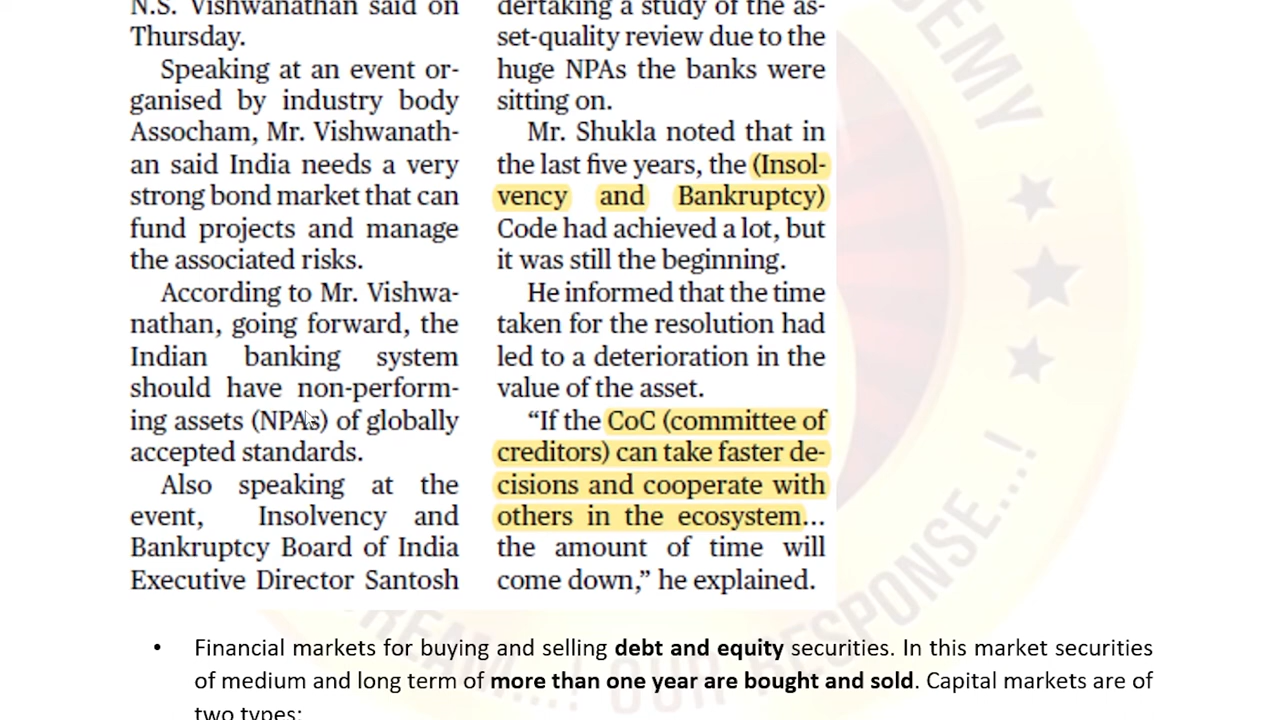 N.S. Vishwanathan said on
Thursday.
Speaking at an event or-
ganised by industry body
Assocham, Mr. Vishwanath-
an said India needs a very
strong bond market that can
fund projects and manage
the associated risks.
According to Mr. Vishwa-
nathan, going forward, the
Indian banking system
should have non-perform-
ing assets (NPAs) of globally
accepted standards.
Also speaking at the
event, Insolvency and
Bankruptcy Board of India
Executive Director Santosh
dertaking a study of the as-
set-quality review due to the
huge NPAs the banks were
sitting on.
Mr. Shukla noted that in
the last five years, the (Insol-
vency and Bankruptcy)
Code had achieved a lot, but
it was still the beginning.
He informed that the time
taken for the resolution had
led to a deterioration in the
value of the asset.
“If the CoC (committee of
creditors) can take faster de-
cisions and cooperate with
others in the ecosystem...
the amount of time will
come down,” he explained.
• Financial markets for buying and selling debt and equity securities. In this market securities
of medium and long term of more than one year are bought and sold. Capital markets are of
two types:
DEMY
REAM...! OUR RESPONSE...!